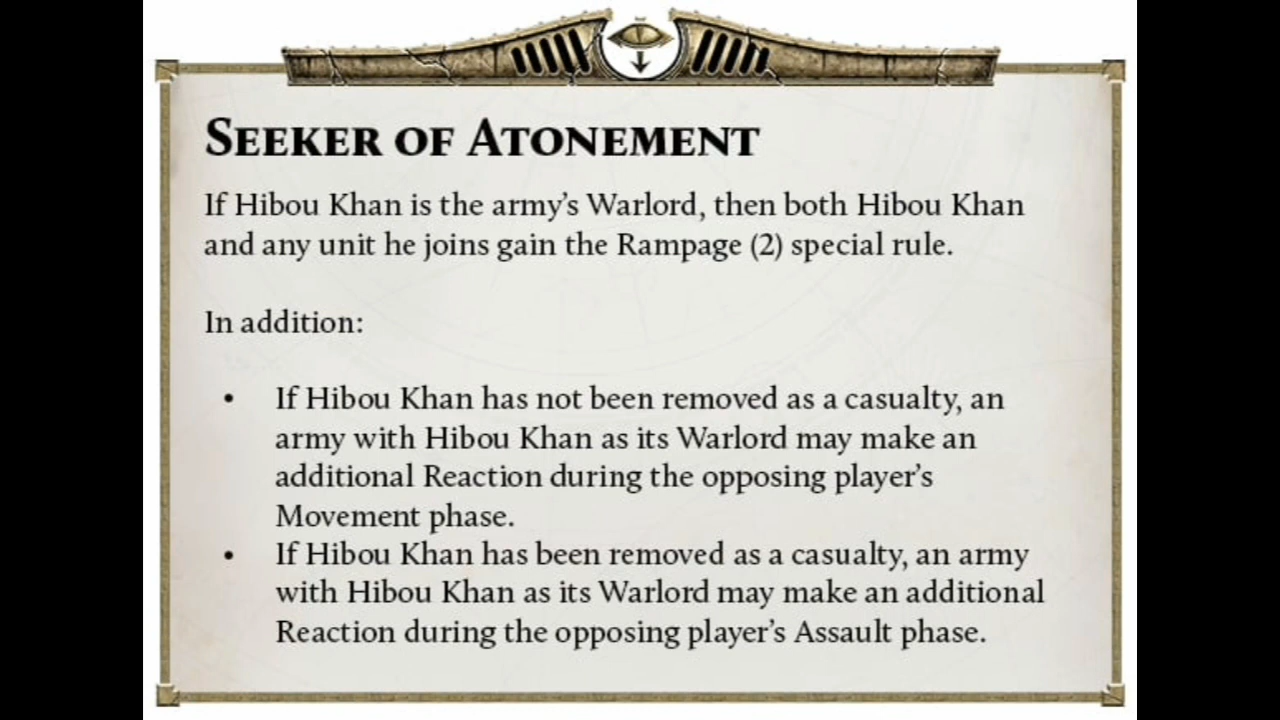 Seeker of Atonement
If Hibou Khan is the army’s Warlord, then both Hibou Khan
and any unit he joins gain the Rampage (2) special rule.
In addition:
• If Hibou Khan has not been removed as a casualty, an
army with Hibou Khan as its Warlord may make an
additional Reaction during the opposing player’s
Movement phase.
• If Hibou Khan has been removed as a casualty, an army
with Hibou Khan as its Warlord may make an additional
Reaction during the opposing player’s Assault phase.